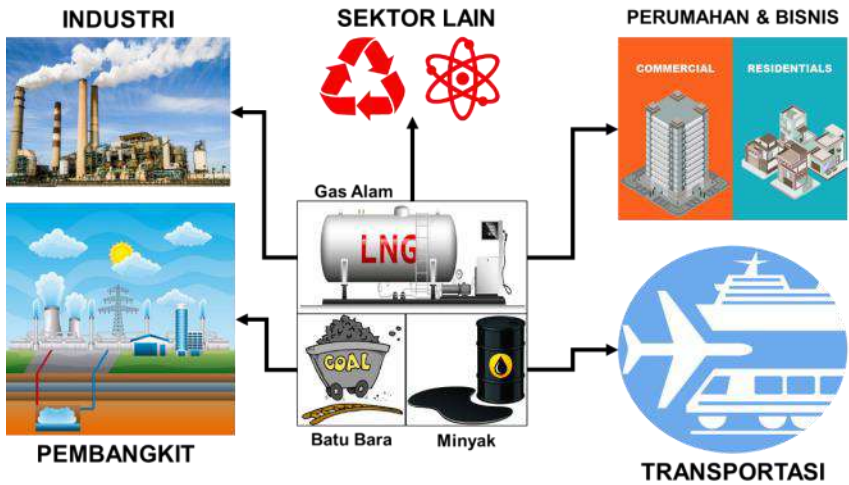 INDUSTRI
SEKTOR LAIN
PERUMAHAN & BISNIS
COMMERCIAL
RESIDENTIALS
Gas Alam
LNG
COAL
Batu Bara
Minyak
PEMBANGKIT
TRANSPORTASI